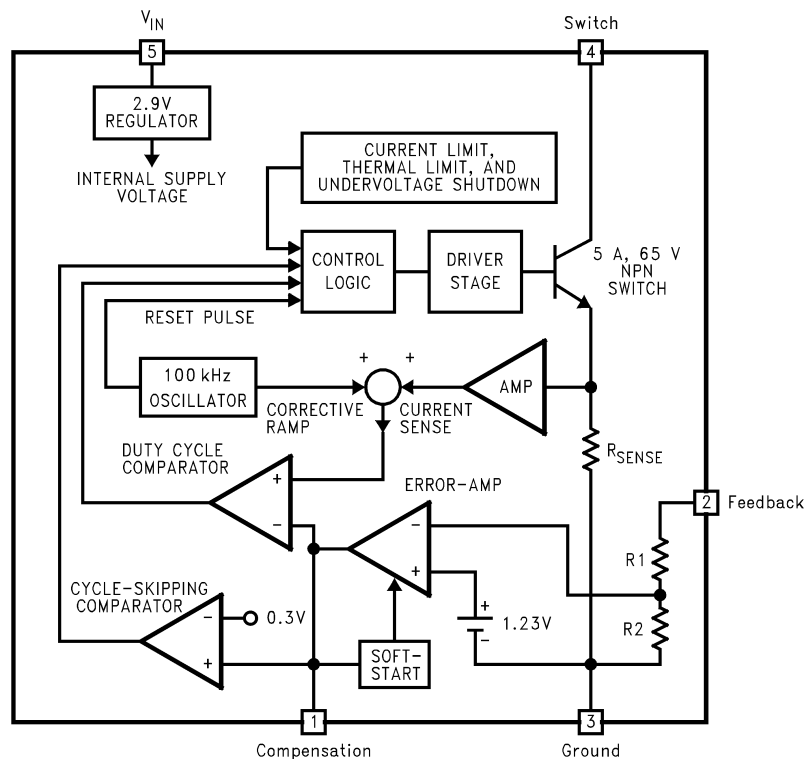 V_IN
Switch
5
4
2.9V
REGULATOR
INTERNAL SUPPLY
VOLTAGE
CURRENT LIMIT,
THERMAL LIMIT, AND
UNDERVOLTAGE SHUTDOWN
CONTROL
LOGIC
DRIVER
STAGE
5 A, 65 V
NPN
SWITCH
RESET PULSE
100 kHz
OSCILLATOR
+
+
AMP
CORRECTIVE
RAMP
CURRENT
SENSE
R_SENSE
DUTY CYCLE
COMPARATOR
+
−
ERROR-AMP
−
+
2
Feedback
R1
R2
CYCLE-SKIPPING
COMPARATOR
−
0.3V
+
SOFT-
START
+
1.23V
−
1
3
Compensation
Ground